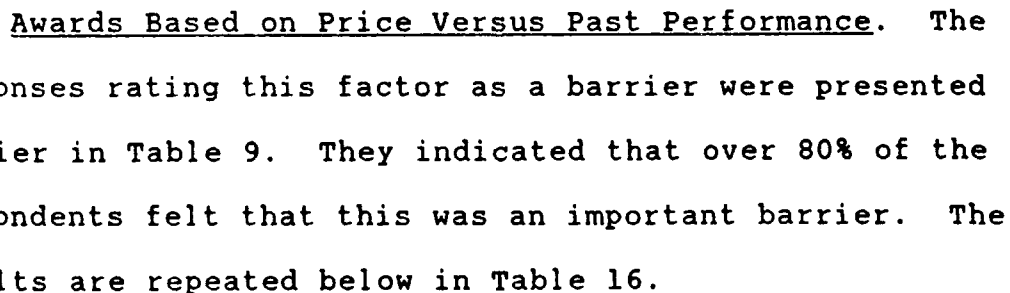 Awards Based on Price Versus Past Performance. The
onses rating this factor as a barrier were presented
ier in Table 9. They indicated that over 80% of the
ondents felt that this was an important barrier. The
lts are repeated below in Table 16.